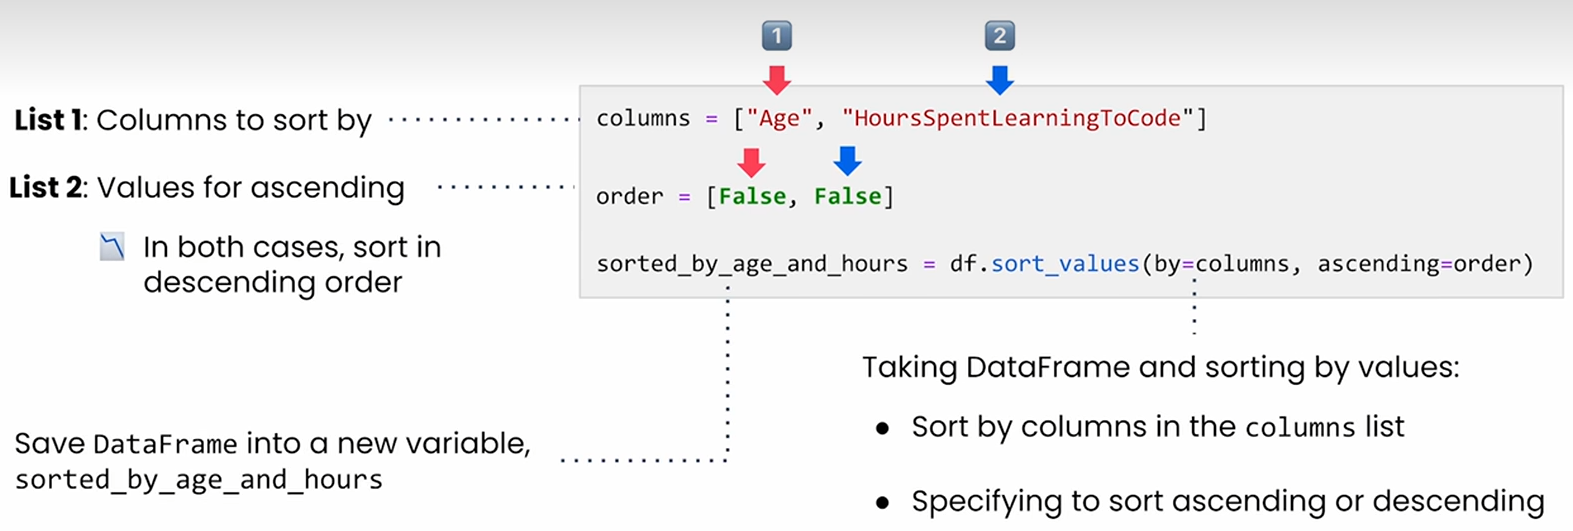 1
2
List 1: Columns to sort by
columns = ["Age", "HoursSpentLearningToCode"]
List 2: Values for ascending
order = [False, False]
In both cases, sort in
descending order
sorted_by_age_and_hours = df.sort_values(by=columns, ascending=order)
Taking DataFrame and sorting by values:
● Sort by columns in the columns list
● Specifying to sort ascending or descending
Save DataFrame into a new variable,
sorted_by_age_and_hours